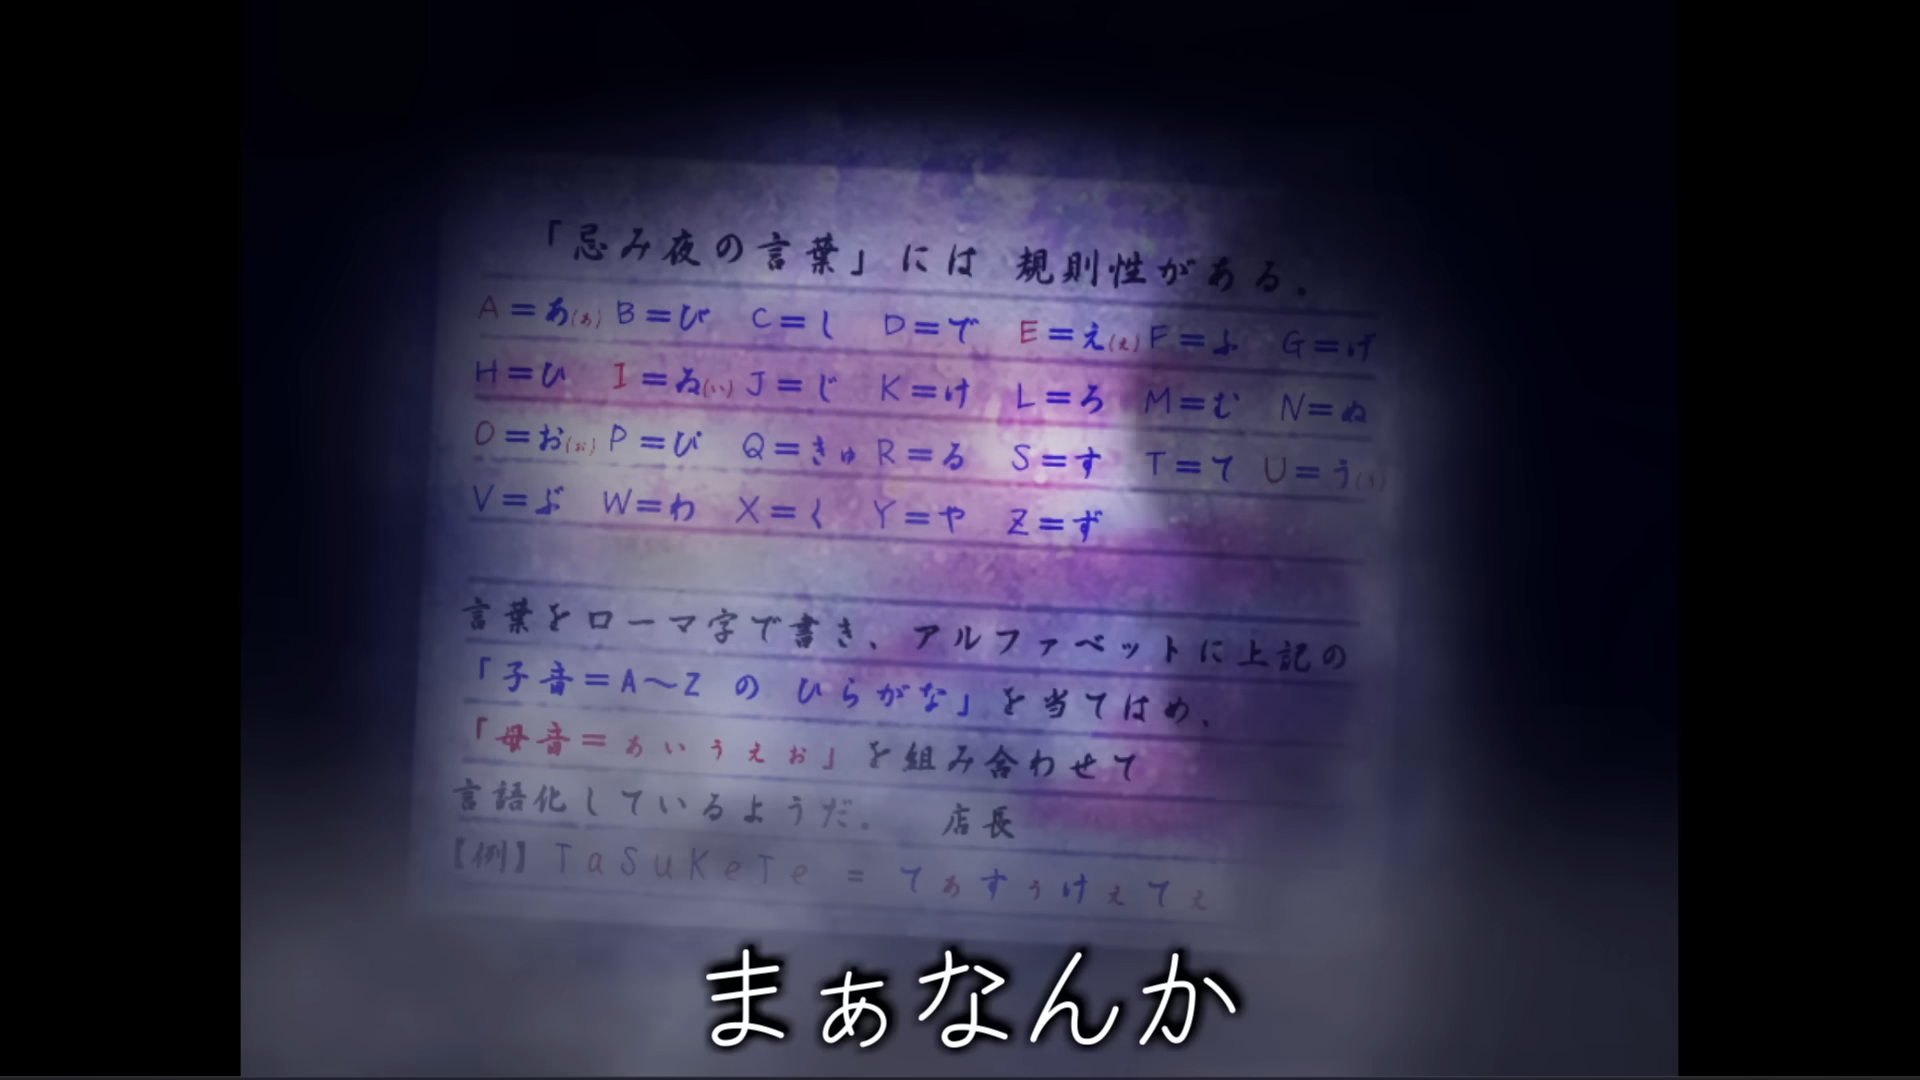 「忌み夜の言葉」には 規則性がある.
A=あ(ぁ) B=び C=し D=で E=え(ぇ) F=ふ G=げ
H=ひ I=ゐ(ぃ) J=じ K=け L=ろ M=む N=ぬ
O=お(ぉ) P=ぴ Q=きゅ R=る S=す T=て U=う(ぅ)
V=ぶ W=わ X=く Y=や Z=ず
言葉をローマ字で書き、アルファベットに上記の
「子音=A〜Z の ひらがな」を当てはめ、
「母音=ぁぃぅぇぉ」を組み合わせて
言語化しているようだ。 店長
【例】TaSuKeTe = てぁすぅけぇてぇ
まぁなんか